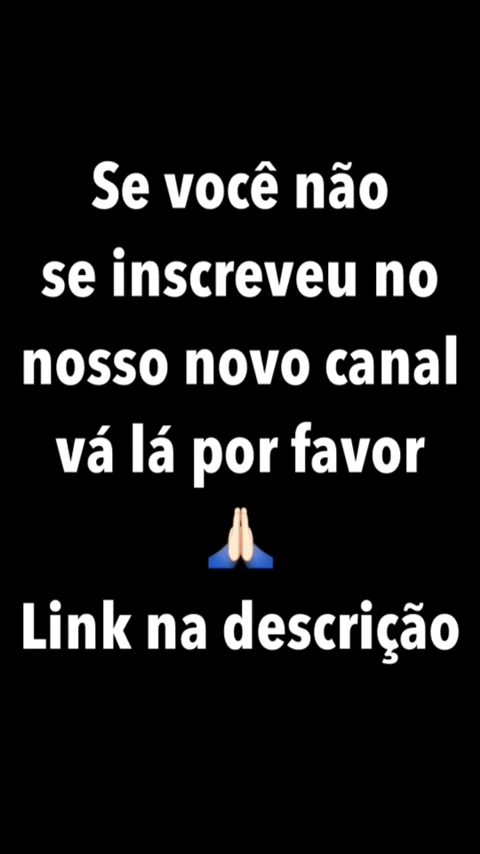 Se você não
se inscreveu no
nosso novo canal
vá lá por favor
🙏🏻
Link na descrição